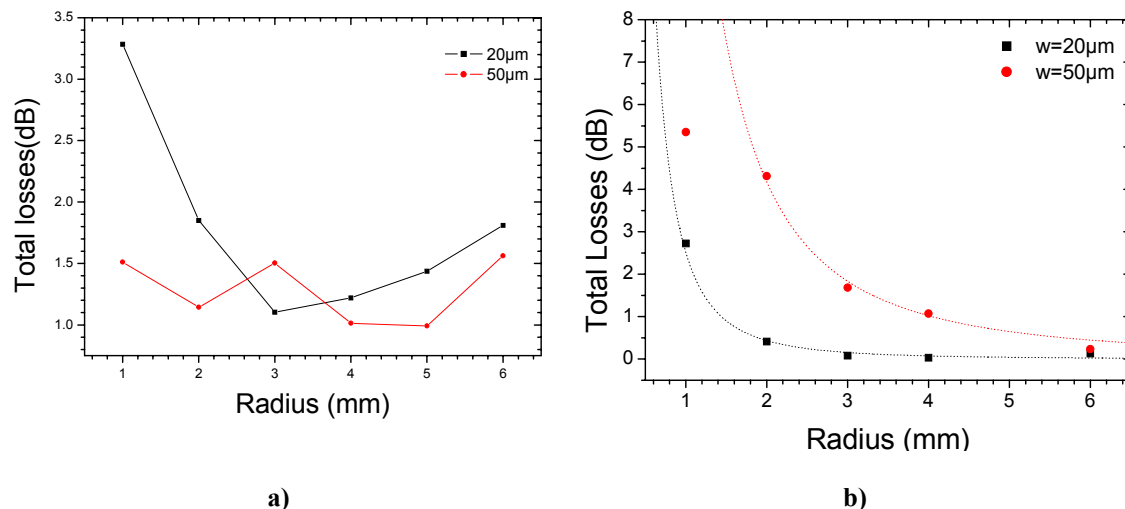 3.5
3.0
2.5
2.0
1.5
1.0
Total losses(dB)
20µm
50µm
1 2 3 4 5 6
Radius (mm)
a)
8
7
6
5
4
3
2
1
0
Total Losses (dB)
w=20µm
w=50µm
1 2 3 4 5 6
Radius (mm)
b)